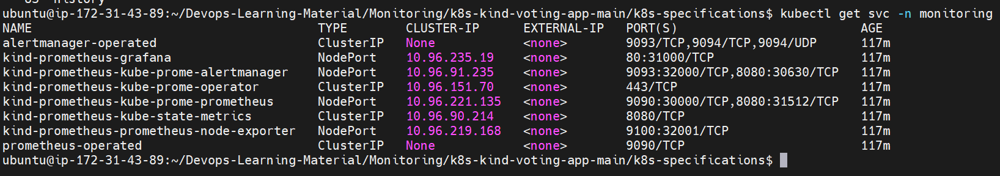 ubuntu@ip-172-31-43-89:~/Devops-Learning-Material/Monitoring/k8s-kind-voting-app-main/k8s-specifications$ kubectl get svc -n monitoring
NAME TYPE CLUSTER-IP EXTERNAL-IP PORT(S) AGE
alertmanager-operated ClusterIP None <none> 9093/TCP,9094/TCP,9094/UDP 117m
kind-prometheus-grafana NodePort 10.96.235.19 <none> 80:31000/TCP 117m
kind-prometheus-kube-prome-alertmanager NodePort 10.96.91.235 <none> 9093:32000/TCP,8080:30630/TCP 117m
kind-prometheus-kube-prome-operator ClusterIP 10.96.151.70 <none> 443/TCP 117m
kind-prometheus-kube-prome-prometheus NodePort 10.96.221.135 <none> 9090:30000/TCP,8080:31512/TCP 117m
kind-prometheus-kube-state-metrics ClusterIP 10.96.90.214 <none> 8080/TCP 117m
kind-prometheus-prometheus-node-exporter NodePort 10.96.219.168 <none> 9100:32001/TCP 117m
prometheus-operated ClusterIP None <none> 9090/TCP 117m
ubuntu@ip-172-31-43-89:~/Devops-Learning-Material/Monitoring/k8s-kind-voting-app-main/k8s-specifications$